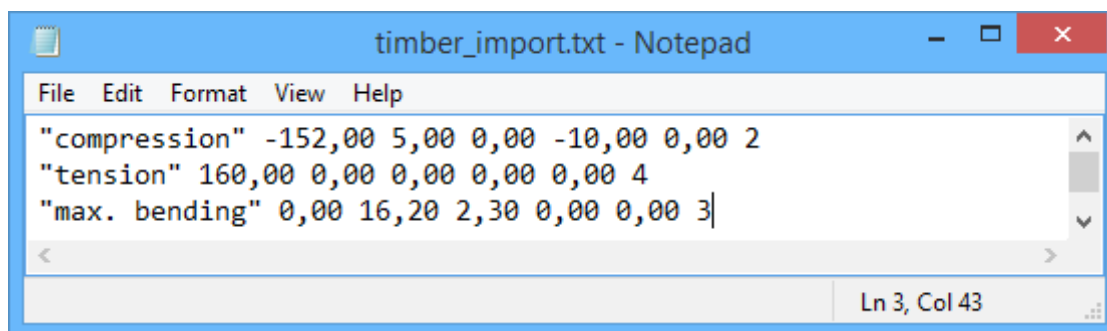 timber_import.txt - Notepad
File Edit Format View Help
"compression" -152,00 5,00 0,00 -10,00 0,00 2
"tension" 160,00 0,00 0,00 0,00 0,00 4
"max. bending" 0,00 16,20 2,30 0,00 0,00 3
Ln 3, Col 43